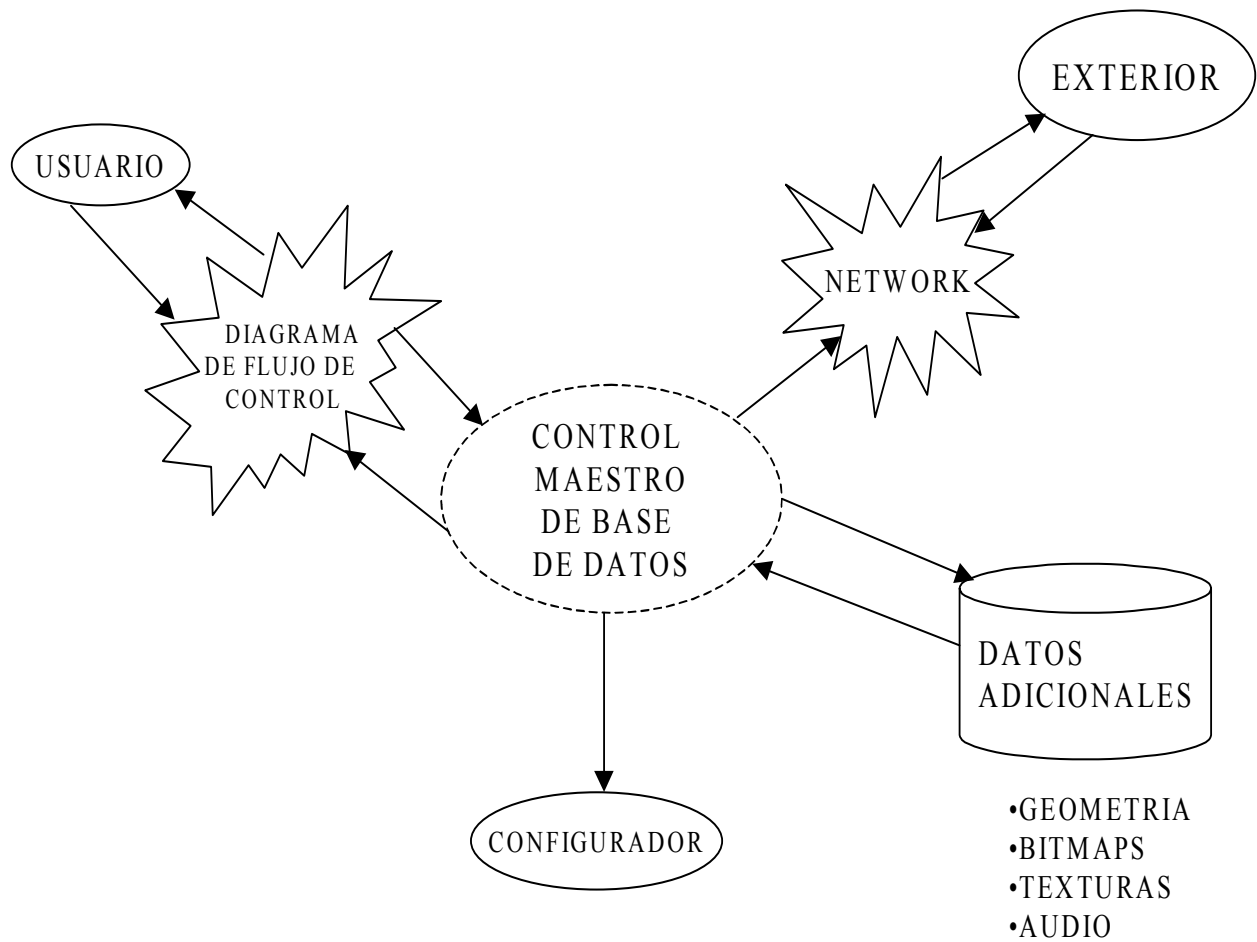 EXTERIOR
USUARIO
NETWORK
DIAGRAMA
DE FLUJO DE
CONTROL
CONTROL
MAESTRO
DE BASE
DE DATOS
DATOS
ADICIONALES
CONFIGURADOR
•GEOMETRIA
•BITMAPS
•TEXTURAS
•AUDIO